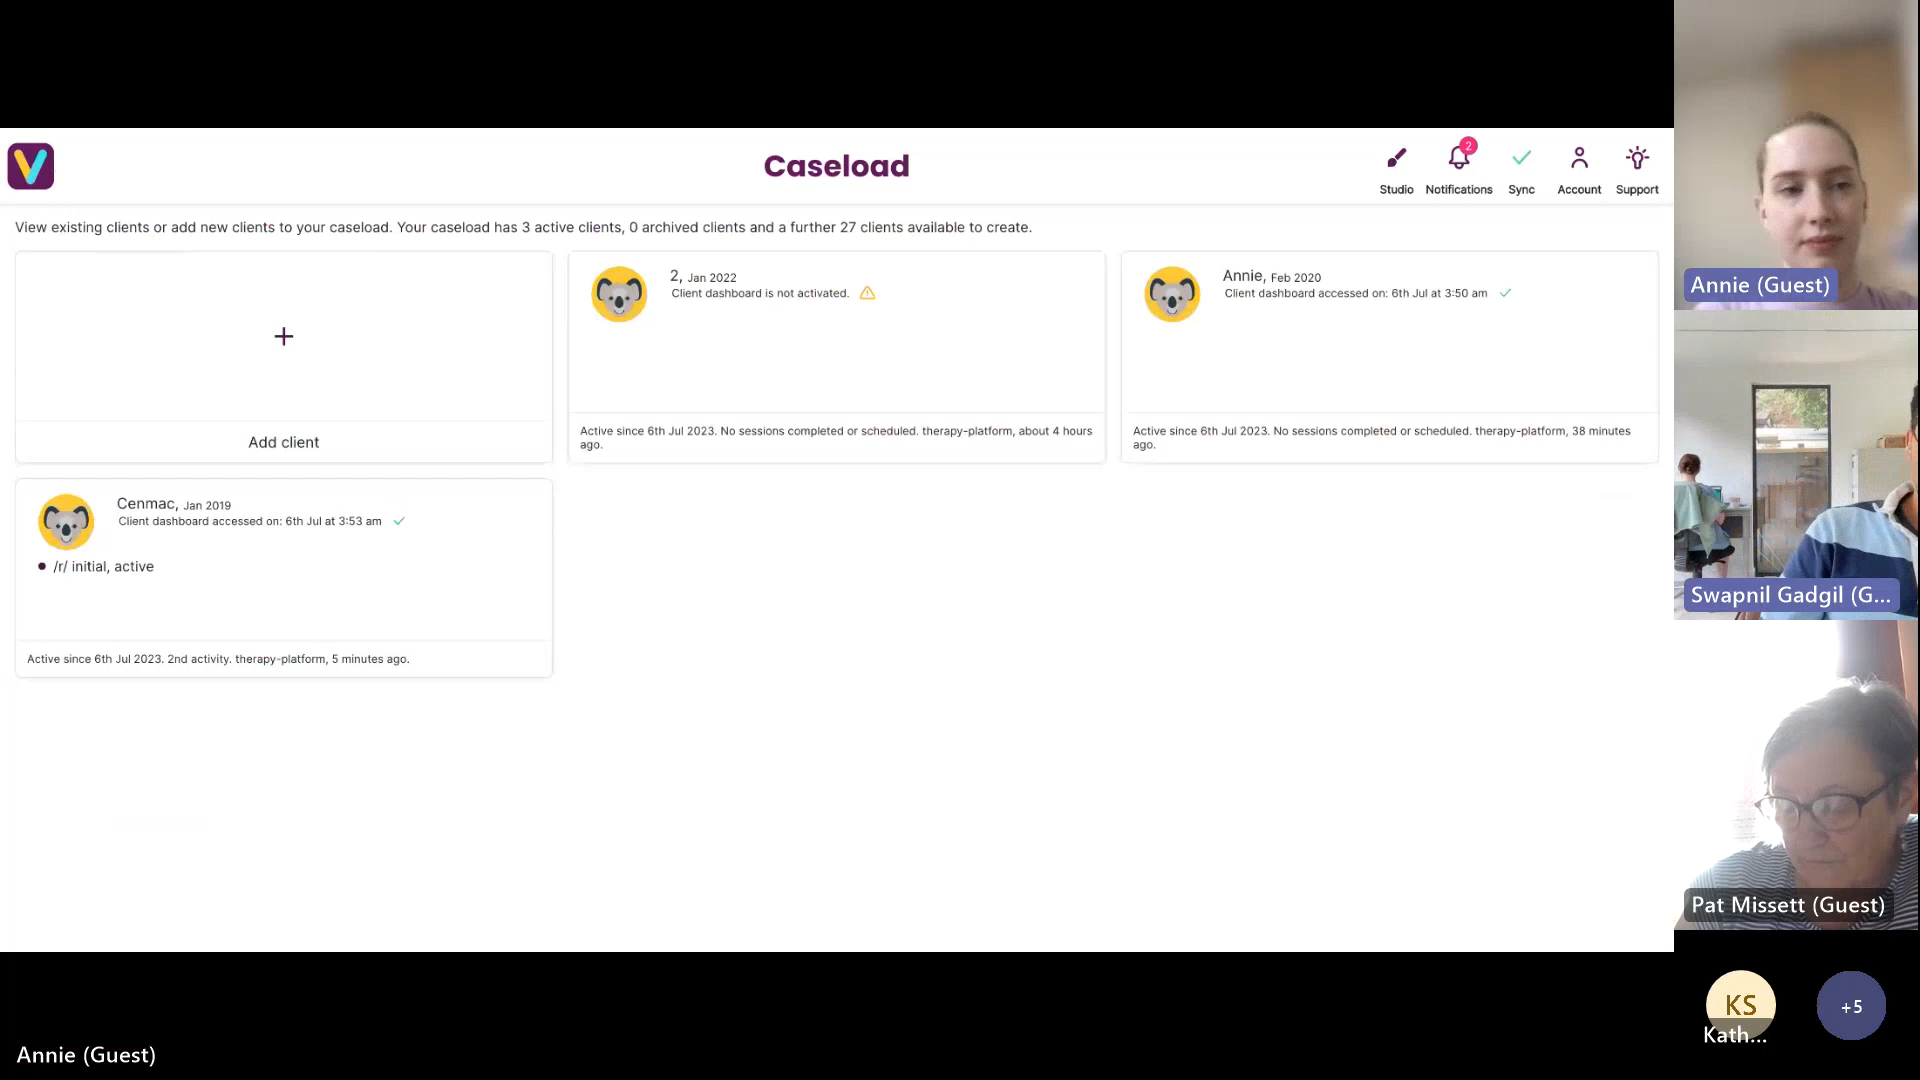 Caseload
Studio
2
Notifications
Sync
Account
Support
View existing clients or add new clients to your caseload. Your caseload has 3 active clients, 0 archived clients and a further 27 clients available to create.
+
Add client
2, Jan 2022
Client dashboard is not activated.
Active since 6th Jul 2023. No sessions completed or scheduled. therapy-platform, about 4 hours
ago.
Annie, Feb 2020
Client dashboard accessed on: 6th Jul at 3:50 am
Active since 6th Jul 2023. No sessions completed or scheduled. therapy-platform, 38 minutes
ago.
Cenmac, Jan 2019
Client dashboard accessed on: 6th Jul at 3:53 am
/r/ initial, active
Active since 6th Jul 2023. 2nd activity. therapy-platform, 5 minutes ago.
Annie (Guest)
Swapnil Gadgil (G...
Pat Missett (Guest)
KS
Kath...
+5
Annie (Guest)